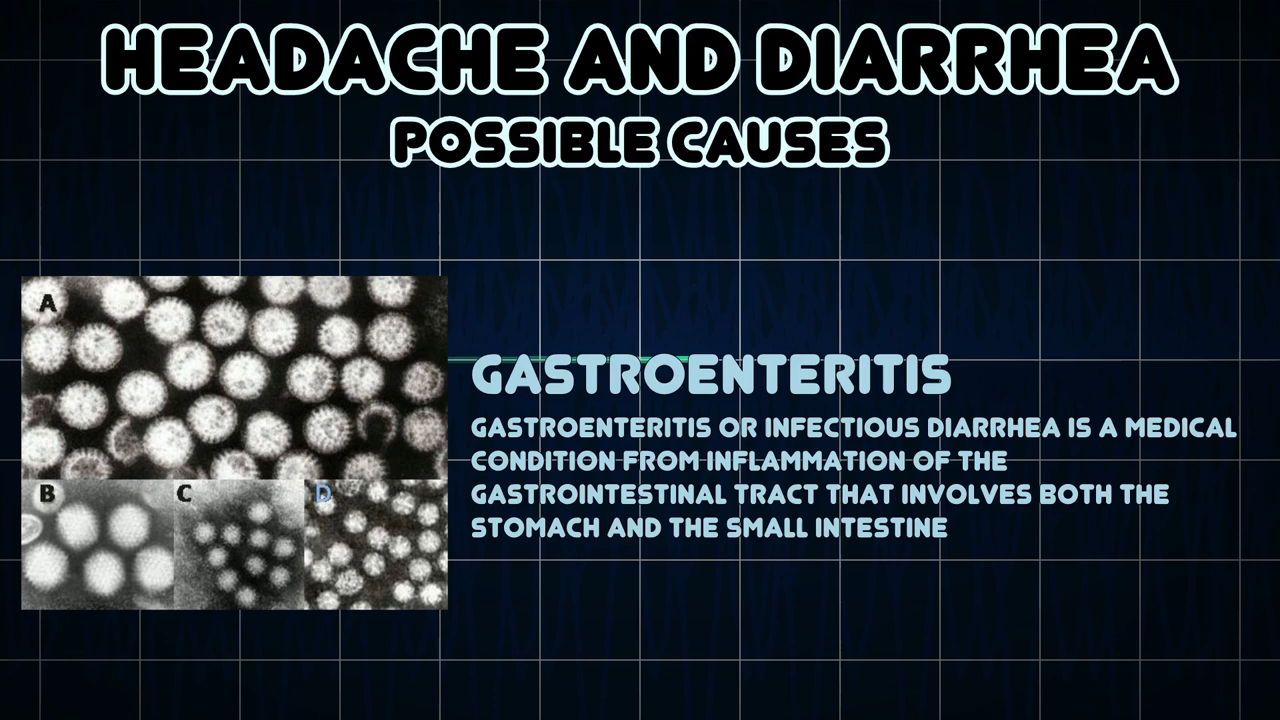 HEADACHE AND DIARRHEA
POSSIBLE CAUSES
A
B C D
GASTROENTERITIS
GASTROENTERITIS OR INFECTIOUS DIARRHEA IS A MEDICAL
CONDITION FROM INFLAMMATION OF THE
GASTROINTESTINAL TRACT THAT INVOLVES BOTH THE
STOMACH AND THE SMALL INTESTINE